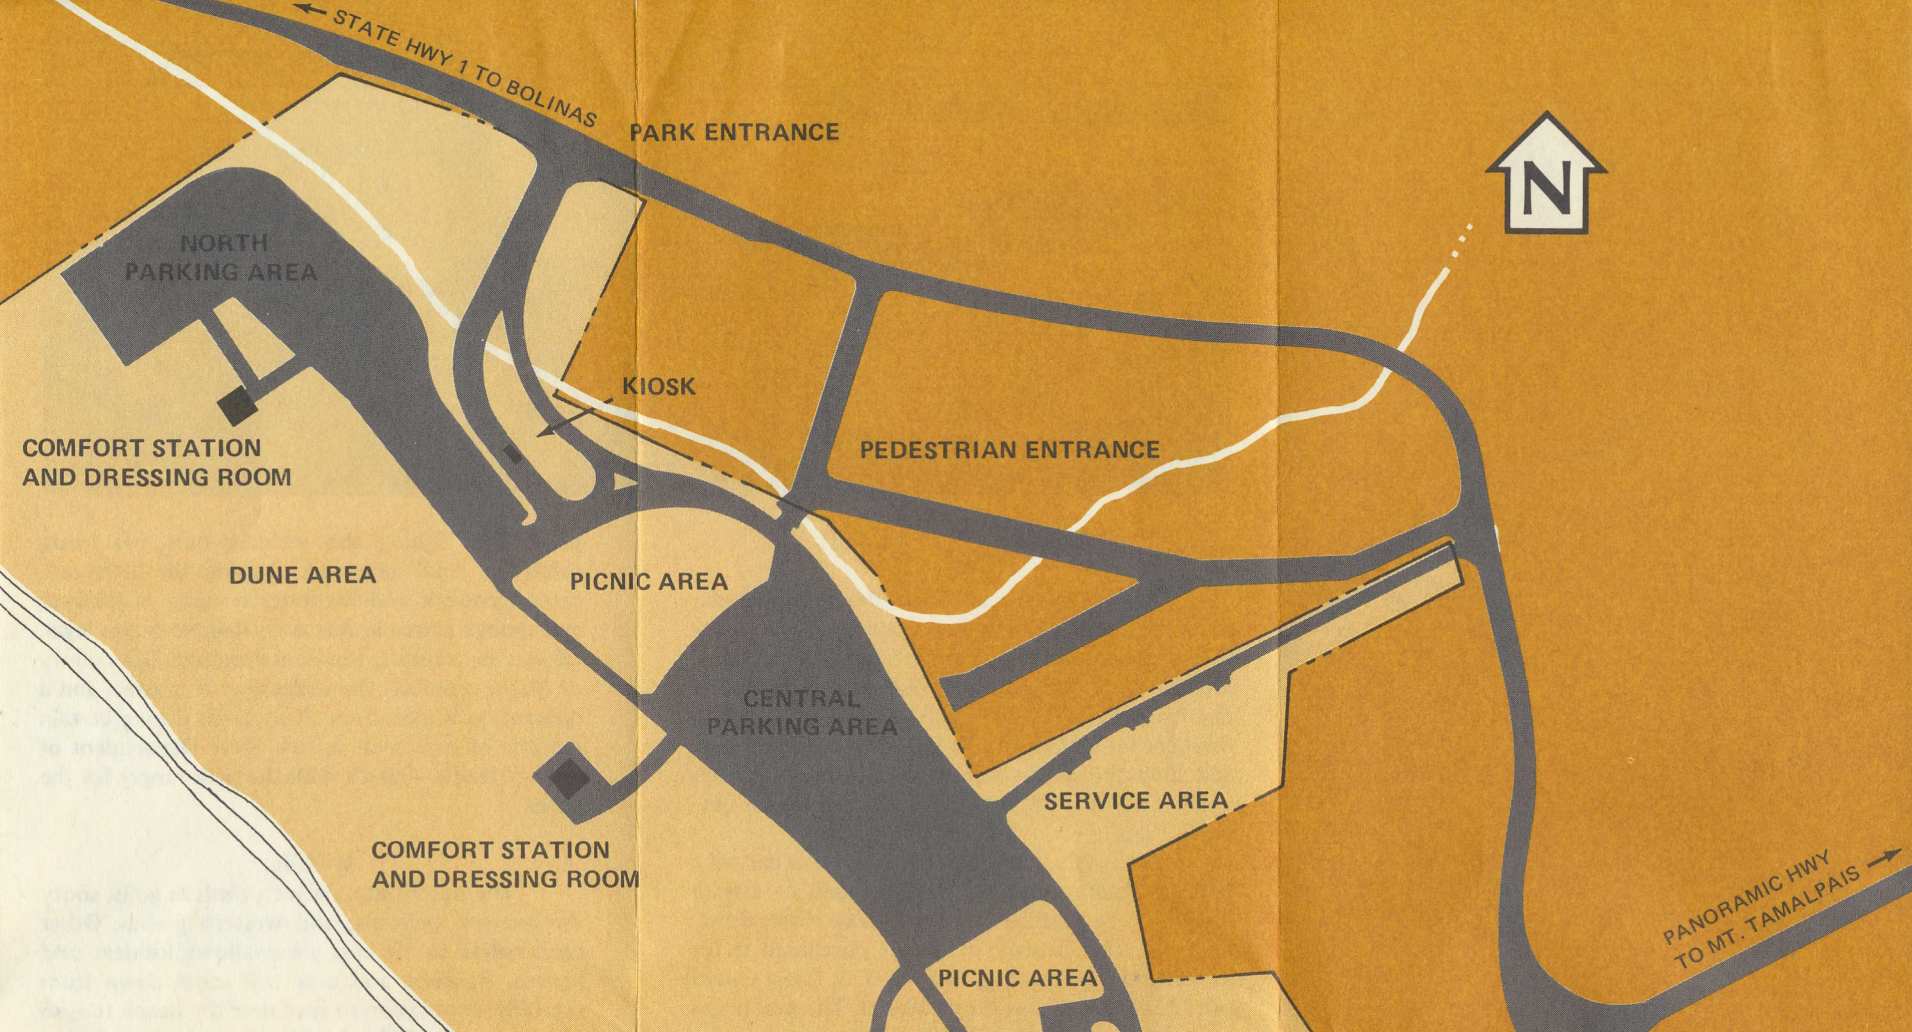 STATE HWY 1 TO BOLINAS
PARK ENTRANCE
N
NORTH
PARKING AREA
KIOSK
COMFORT STATION
AND DRESSING ROOM
PEDESTRIAN ENTRANCE
DUNE AREA
PICNIC AREA
CENTRAL
PARKING AREA
SERVICE AREA
COMFORT STATION
AND DRESSING ROOM
PANORAMIC HWY
TO MT. TAMALPAIS
PICNIC AREA